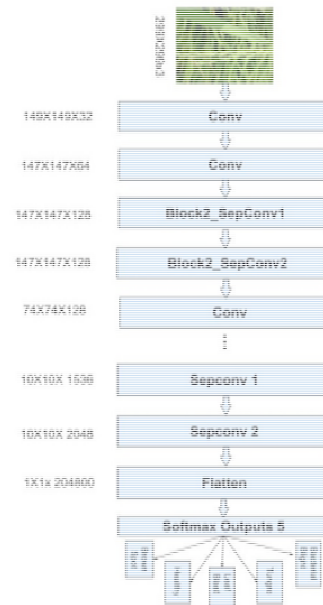 299X299X3
149X149X32
Conv
147X147X64
Conv
147X147X128
Block2_SepConv1
147X147X128
Block2_SepConv2
74X74X128
Conv
10X10X 1536
Sepconv 1
10X10X 2048
Sepconv 2
1X1x 204800
Flatten
Softmax Outputs 5